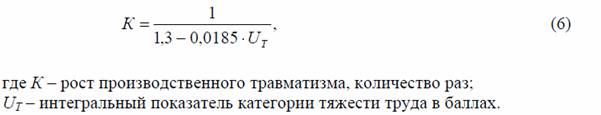 K = 1 / (1,3 − 0,0185 · U_T), (6)
где K – рост производственного травматизма, количество раз;
U_T – интегральный показатель категории тяжести труда в баллах.